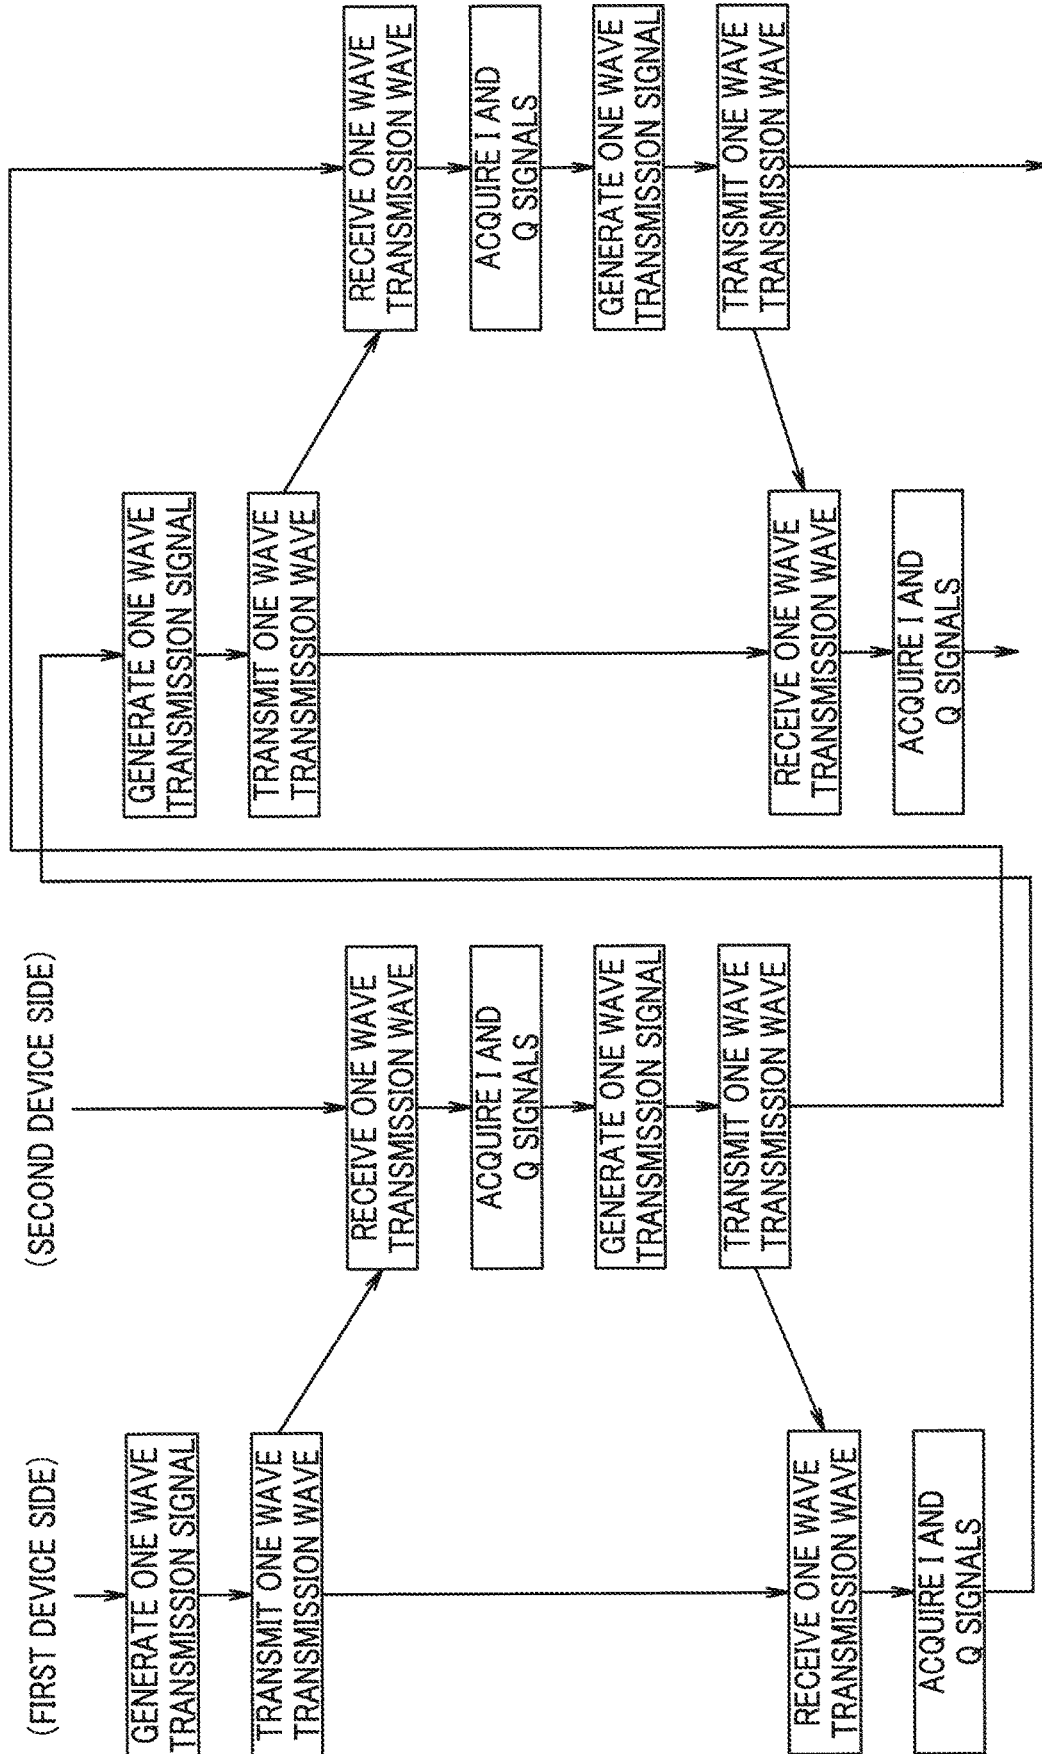 (FIRST DEVICE SIDE)
GENERATE ONE WAVE
TRANSMISSION SIGNAL
TRANSMIT ONE WAVE
TRANSMISSION WAVE
RECEIVE ONE WAVE
TRANSMISSION WAVE
ACQUIRE I AND
Q SIGNALS
(SECOND DEVICE SIDE)
RECEIVE ONE WAVE
TRANSMISSION WAVE
ACQUIRE I AND
Q SIGNALS
GENERATE ONE WAVE
TRANSMISSION SIGNAL
TRANSMIT ONE WAVE
TRANSMISSION WAVE
GENERATE ONE WAVE
TRANSMISSION SIGNAL
TRANSMIT ONE WAVE
TRANSMISSION WAVE
RECEIVE ONE WAVE
TRANSMISSION WAVE
ACQUIRE I AND
Q SIGNALS
RECEIVE ONE WAVE
TRANSMISSION WAVE
ACQUIRE I AND
Q SIGNALS
GENERATE ONE WAVE
TRANSMISSION SIGNAL
TRANSMIT ONE WAVE
TRANSMISSION WAVE